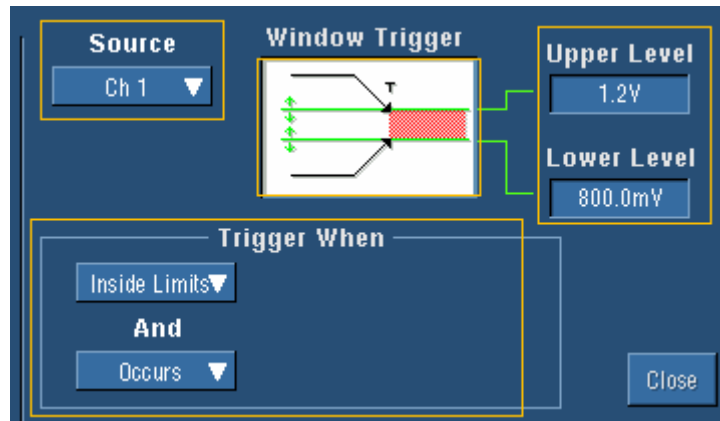 Source
Ch 1
Window Trigger
T
Upper Level
1.2V
Lower Level
800.0mV
Trigger When
Inside Limits
And
Occurs
Close